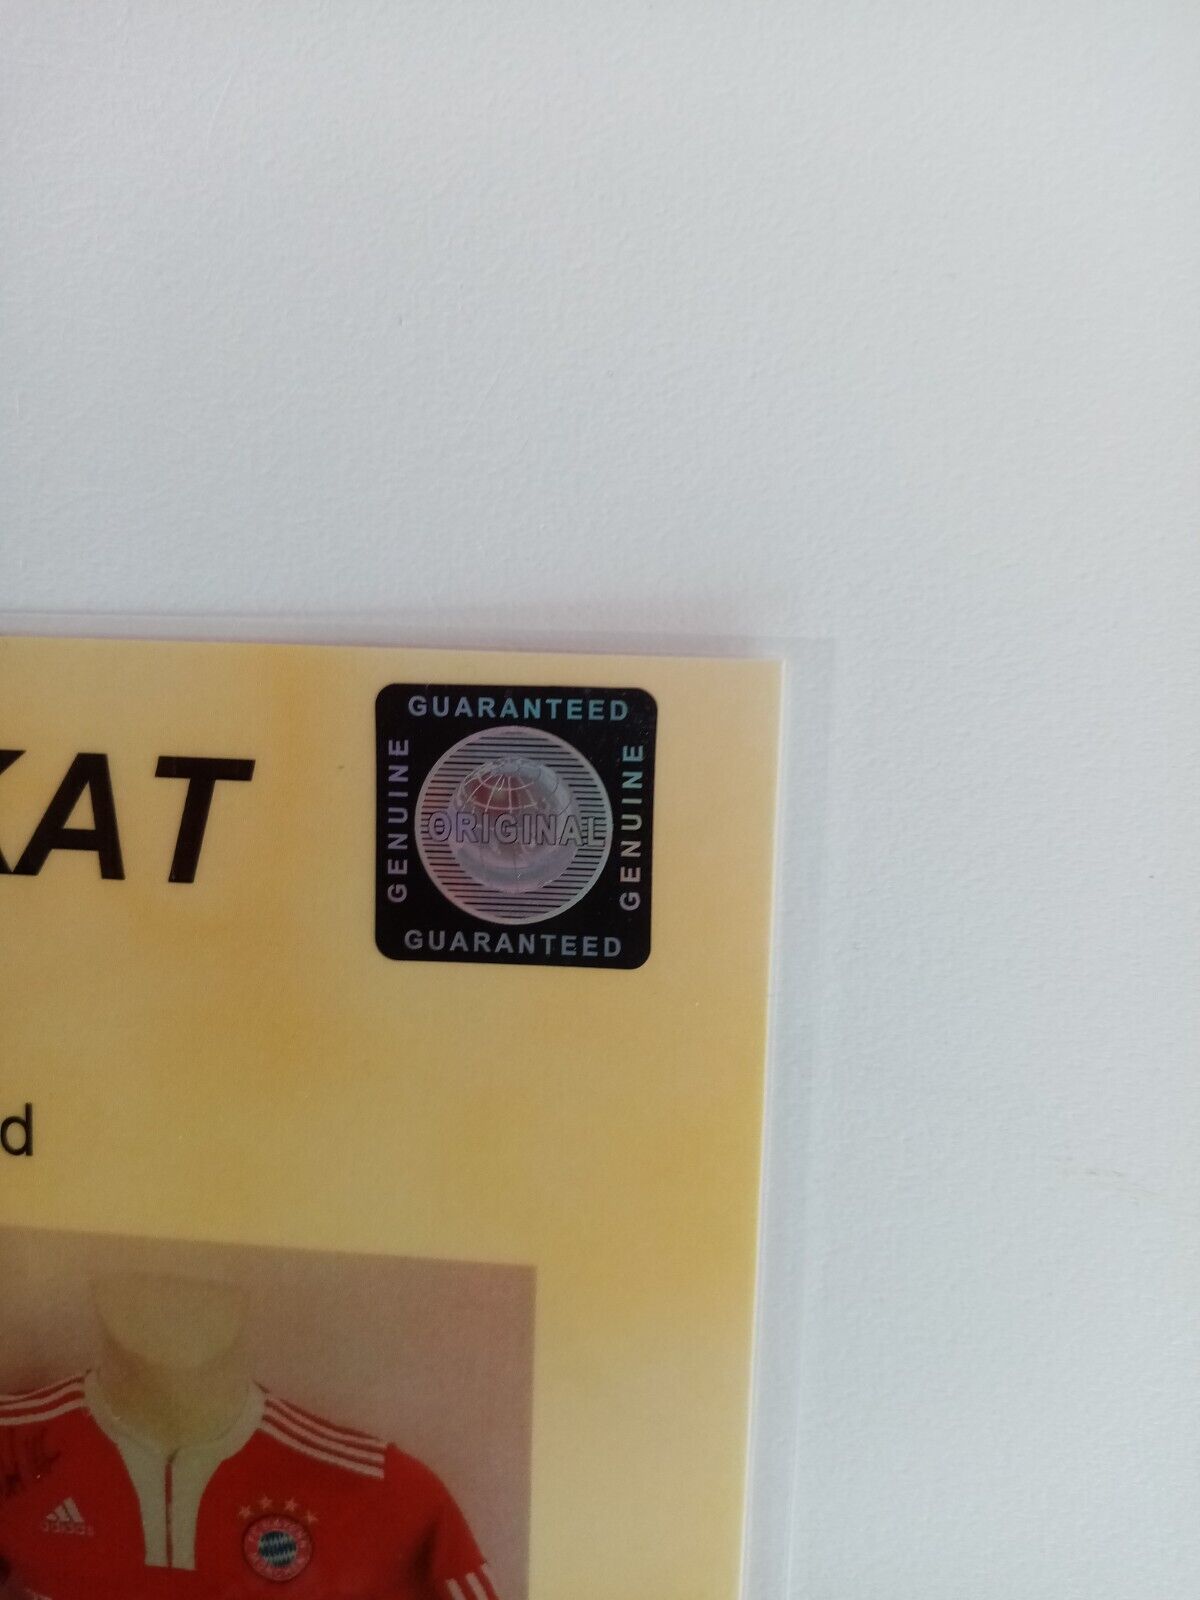 KAT
GUARANTEED
GENUINE
ORIGINAL
GENUINE
GUARANTEED
d
adidas